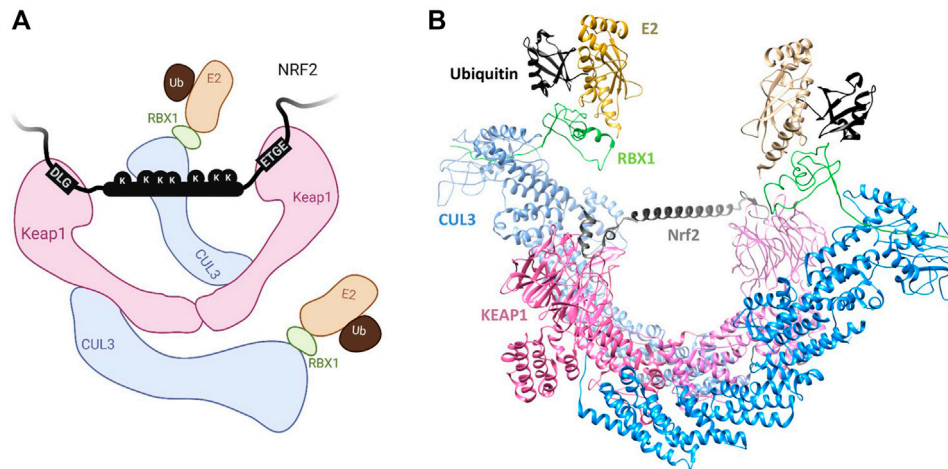 A
NRF2
Ub
E2
RBX1
DLG
K
K
K
K
K
K
K
ETGE
Keap1
Keap1
CUL3
CUL3
E2
Ub
RBX1
B
E2
Ubiquitin
RBX1
CUL3
Nrf2
KEAP1